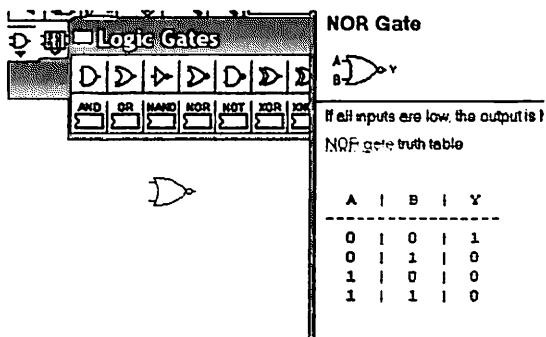 Logic Gates
AND OR NAND NOR NOT XOR
NOR Gate
A
B
Y
If all inputs are low, the output is
NOR gate truth table
A | B | Y
--------------------
0 | 0 | 1
0 | 1 | 0
1 | 0 | 0
1 | 1 | 0